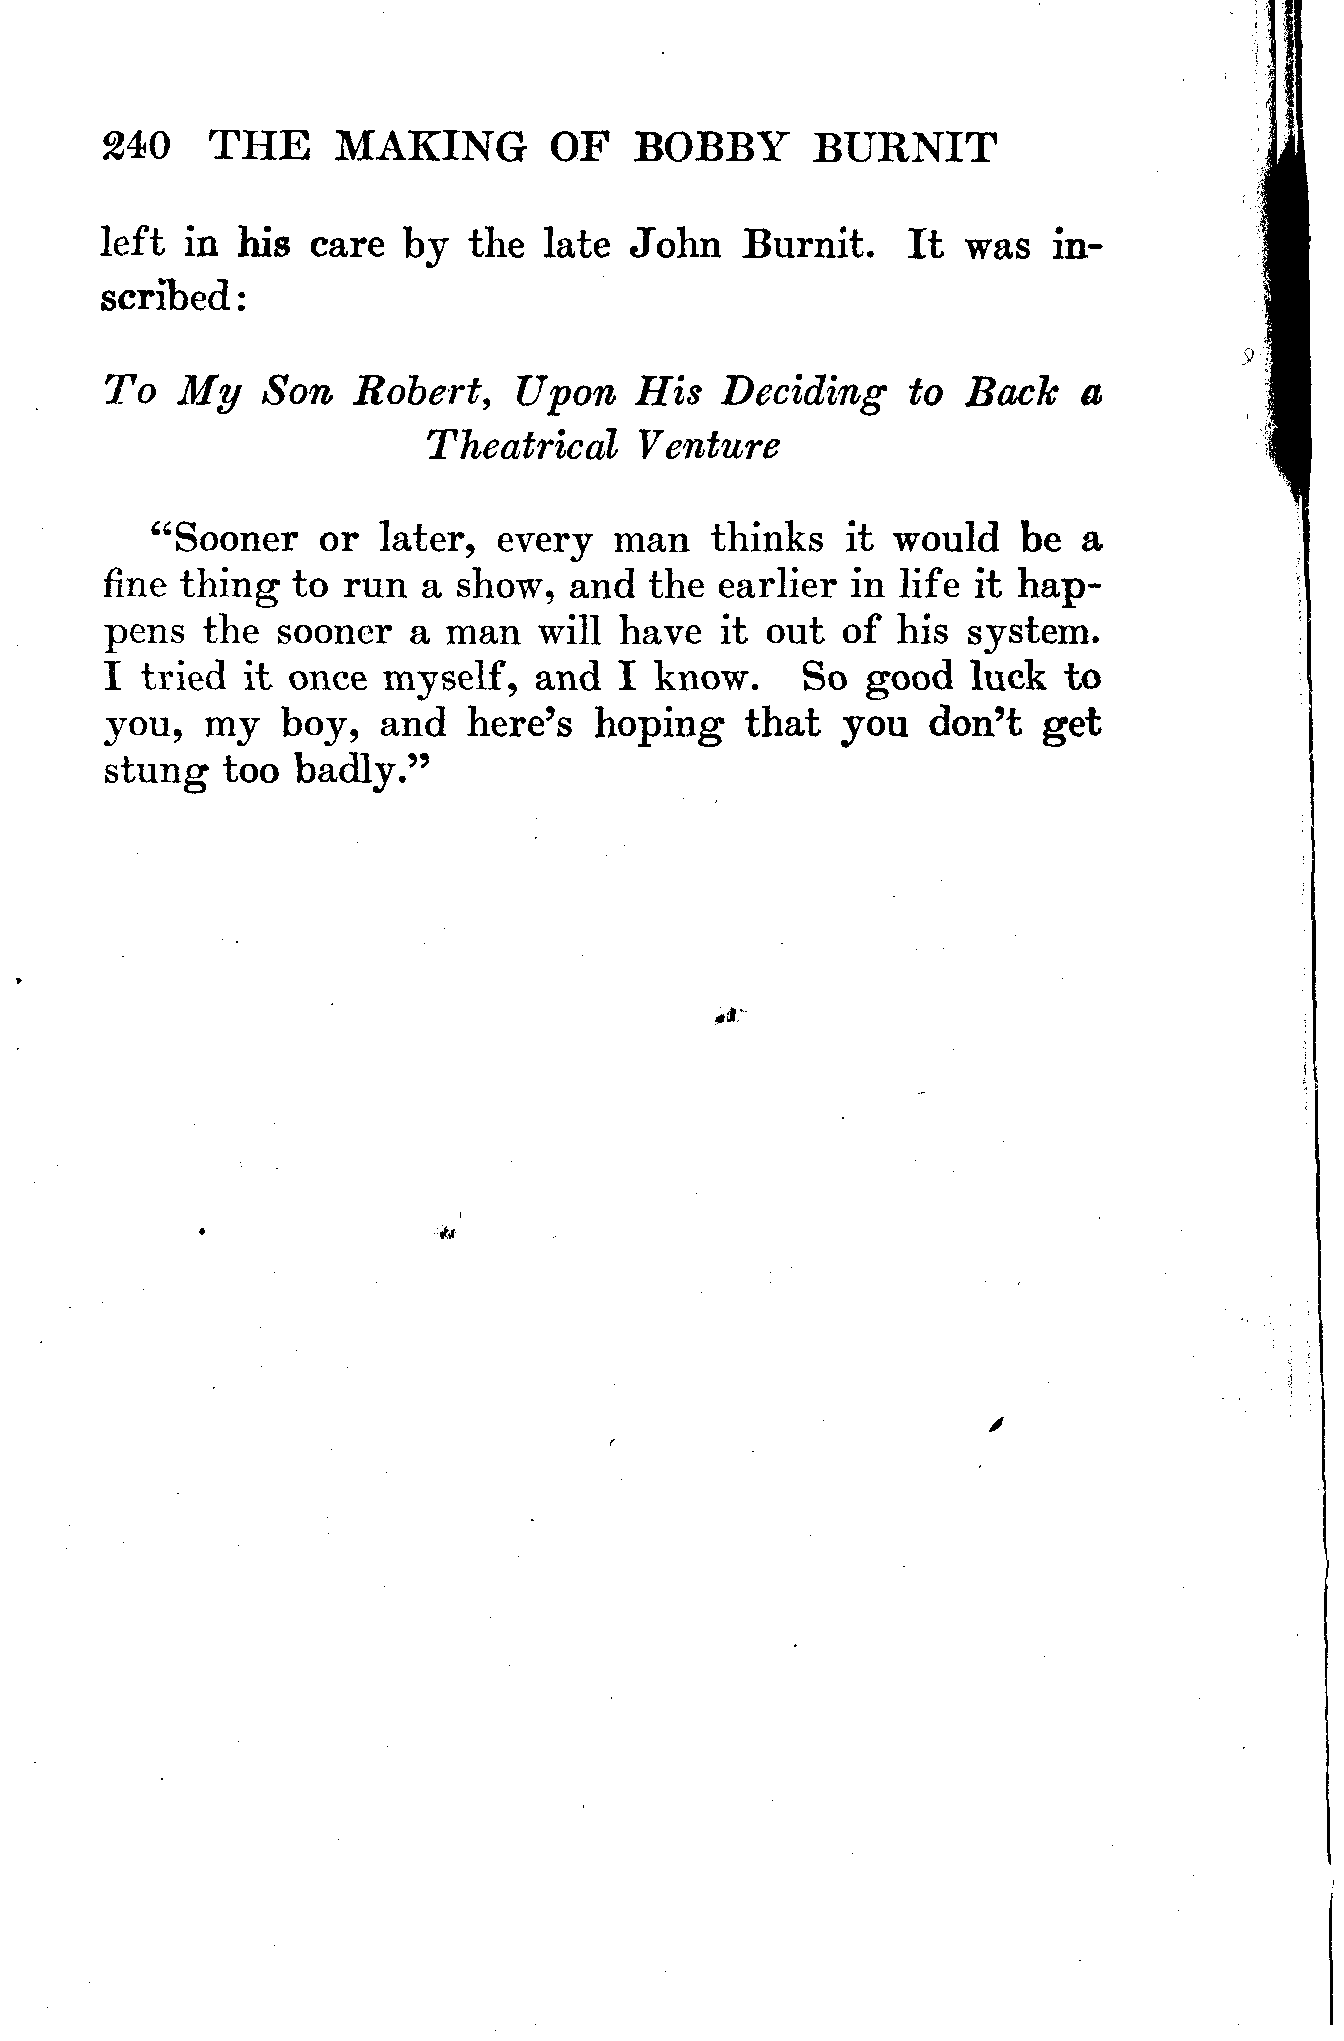 240 THE MAKING OF BOBBY BURNIT
left in his care by the late John Burnit. It was in-
scribed:
To My Son Robert, Upon His Deciding to Back a
Theatrical Venture
“Sooner or later, every man thinks it would be a
fine thing to run a show, and the earlier in life it hap-
pens the sooner a man will have it out of his system.
I tried it once myself, and I know. So good luck to
you, my boy, and here’s hoping that you don’t get
stung too badly.”